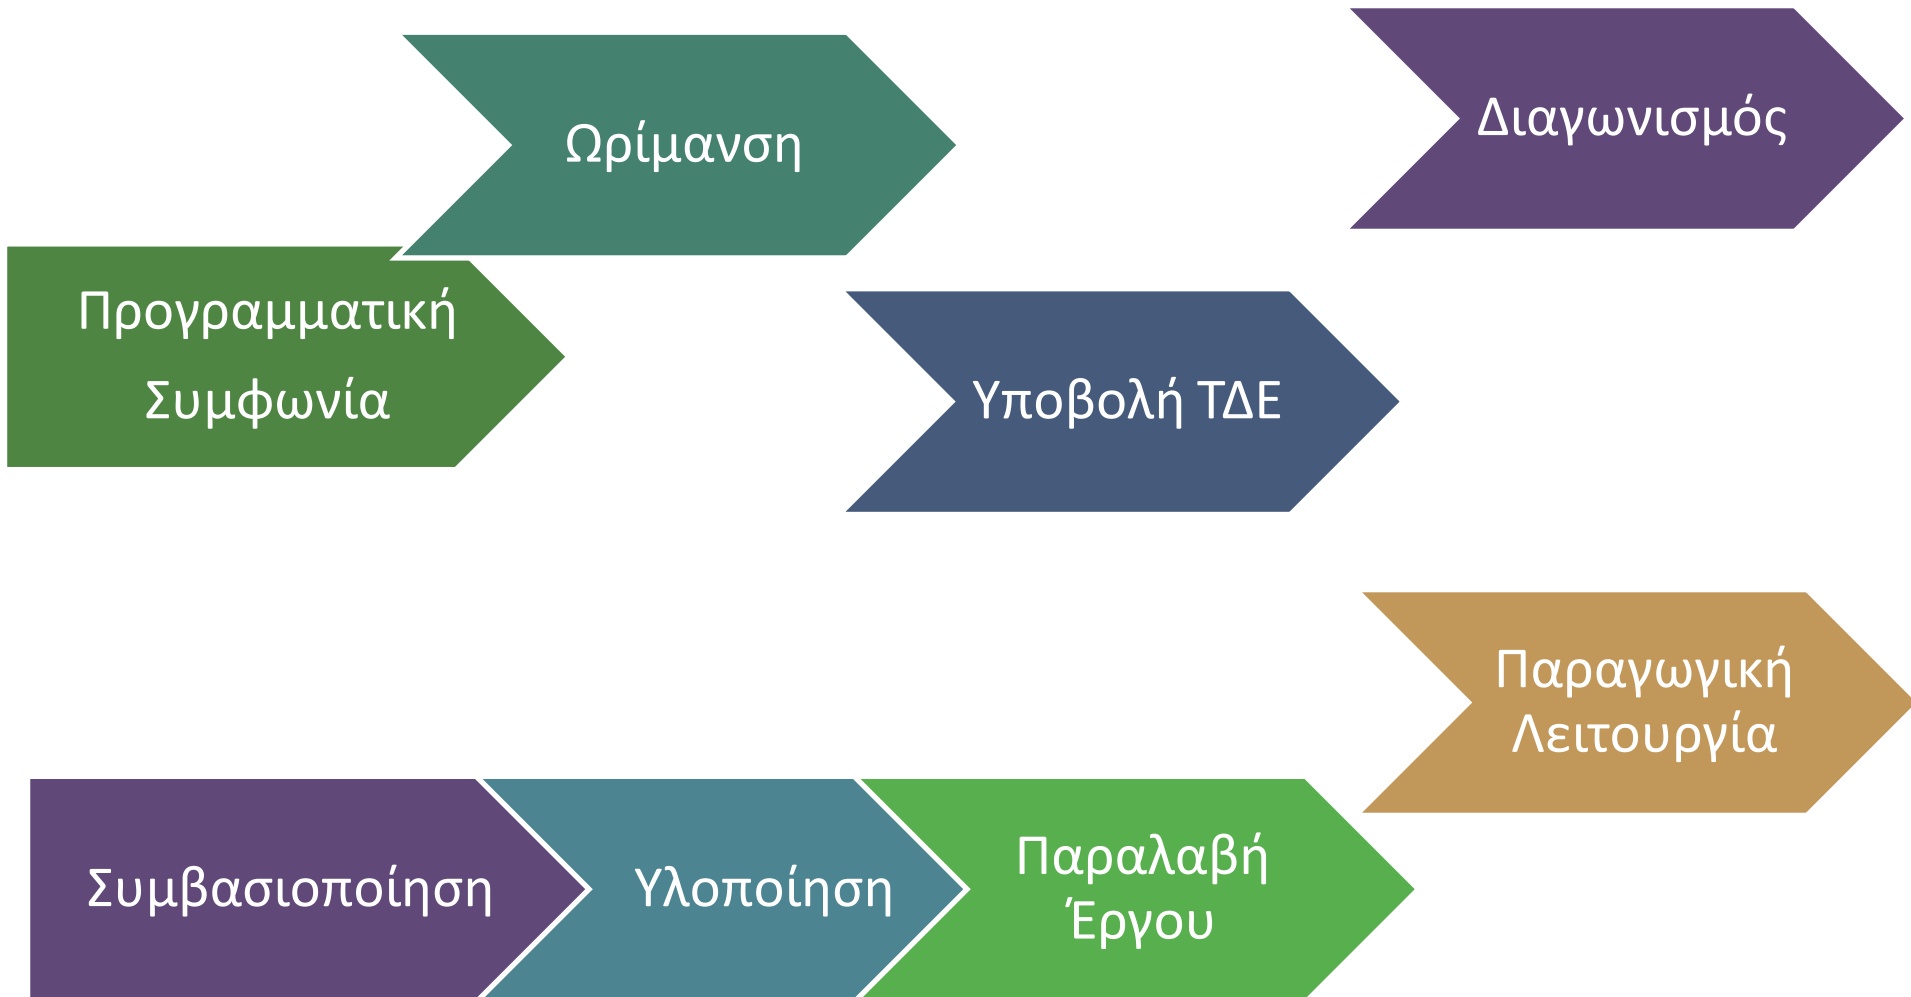 Προγραμματική
Συμφωνία
Ωρίμανση
Υποβολή ΤΔΕ
Διαγωνισμός
Συμβασιοποίηση
Υλοποίηση
Παραλαβή
Έργου
Παραγωγική
Λειτουργία